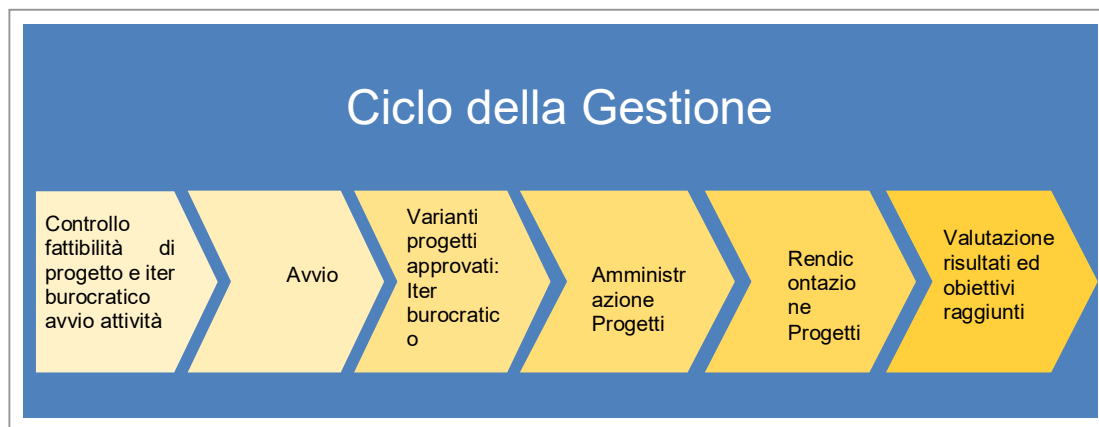 Ciclo della Gestione
Controllo
fattibilità di
progetto e iter
burocratico
avvio attività
Avvio
Varianti
progetti
approvati:
Iter
burocratic
o
Amministr
azione
Progetti
Rendic
ontazio
ne
Progetti
Valutazione
risultati ed
obiettivi
raggiunti